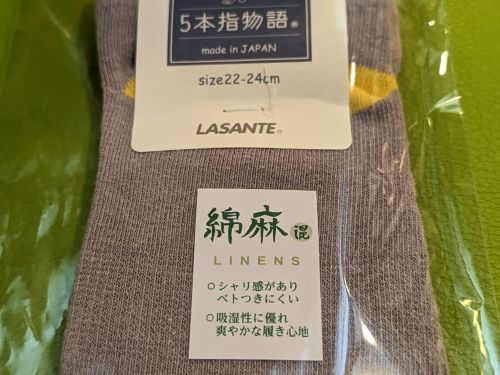 5本指物語®
made in JAPAN
size22-24cm
LASANTE®
綿麻混
LINENS
○シャリ感があり
ベトつきにくい
○吸湿性に優れ
爽やかな履き心地